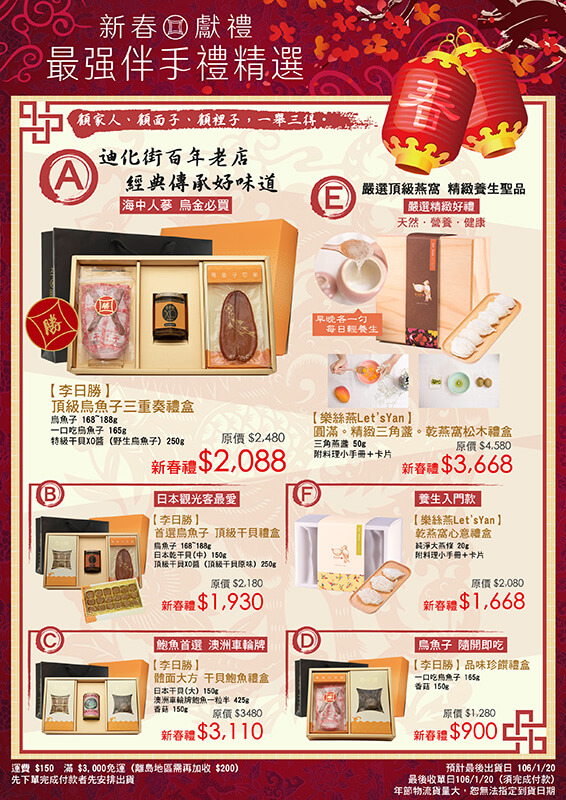 新春獻禮
最强伴手禮精選
春
顧家人、顧面子、顧裡子,一舉三得。
A
迪化街百年老店
經典傳承好味道
海中人蔘 烏金必買
勝
【李日勝】
頂級烏魚子三重奏禮盒
烏魚子 168~188g
一口吃烏魚子 165g
特級干貝XO醬 (野生烏魚子) 250g
原價 $2,480
新春禮 $2,088
E
嚴選頂級燕窩 精緻養生聖品
嚴選精緻好禮
天然·營養·健康
早晚各一勺
每日輕養生
【樂絲燕Let'sYan】
圓滿。精緻三角盞。乾燕窩松木禮盒
三角燕盞 50g
附料理小手冊+卡片
原價 $4,580
新春禮 $3,668
B
日本觀光客最愛
【李日勝】
首選烏魚子 頂級干貝禮盒
烏魚子 168~188g
日本乾干貝(中) 150g
頂級干貝XO醬 (頂級干貝原味) 250g
原價 $2,180
新春禮 $1,930
F
養生入門款
【樂絲燕Let'sYan】
乾燕窩心意禮盒
純淨大燕條 20g
附料理小手冊+卡片
原價 $2,080
新春禮 $1,668
C
鮑魚首選 澳洲車輪牌
【李日勝】
體面大方 干貝鮑魚禮盒
日本干貝(大) 150g
澳洲車輪牌鮑魚一粒半 425g
香菇 150g
原價 $3480
新春禮 $3,110
D
烏魚子 隨開即吃
【李日勝】品味珍饌禮盒
一口吃烏魚子 165g
香菇 150g
原價 $1,280
新春禮 $900
運費 $150 滿 $3,000免運 (離島地區需再加收 $200)
先下單完成付款者先安排出貨
預計最後出貨日 106/1/20
最後收單日106/1/20 (須完成付款)
年節物流貨量大,恕無法指定到貨日期